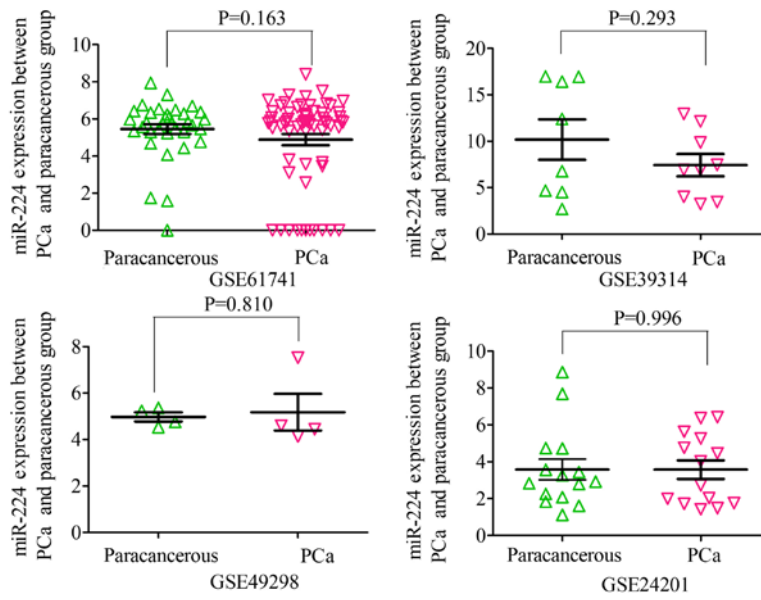 P=0.163
miR-224 expression between
PCa and paracancerous group
10
8
6
4
2
0
Paracancerous
PCa
GSE61741
P=0.293
miR-224 expression between
PCa and paracancerous group
20
15
10
5
0
Paracancerous
PCa
GSE39314
P=0.810
miR-224 expression between
PCa and paracancerous group
8
6
4
2
0
Paracancerous
PCa
GSE49298
P=0.996
miR-224 expression between
PCa and paracancerous group
10
8
6
4
2
0
Paracancerous
PCa
GSE24201